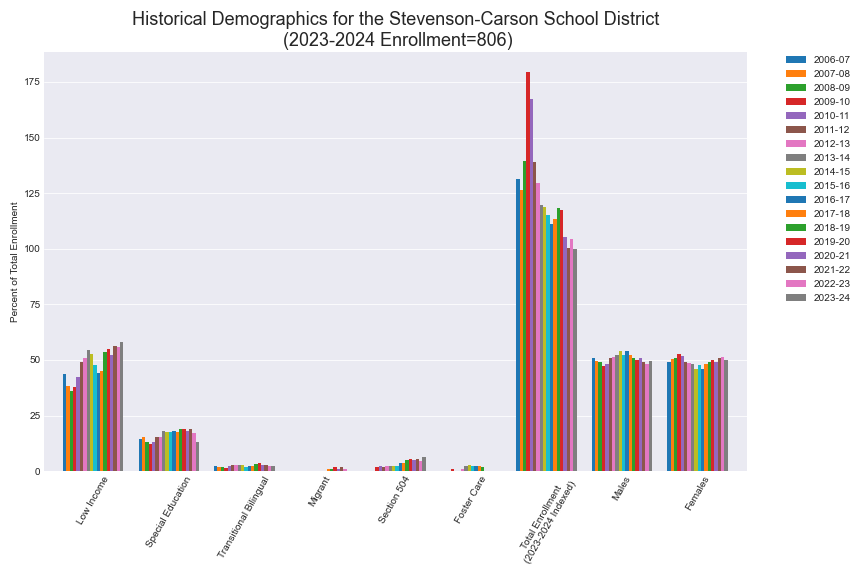 Historical Demographics for the Stevenson-Carson School District
(2023-2024 Enrollment=806)
Percent of Total Enrollment
175
150
125
100
75
50
25
0
Low Income
Special Education
Transitional Bilingual
Migrant
Section 504
Foster Care
Total Enrollment
(2023-2024 Indexed)
Males
Females
2006-07
2007-08
2008-09
2009-10
2010-11
2011-12
2012-13
2013-14
2014-15
2015-16
2016-17
2017-18
2018-19
2019-20
2020-21
2021-22
2022-23
2023-24